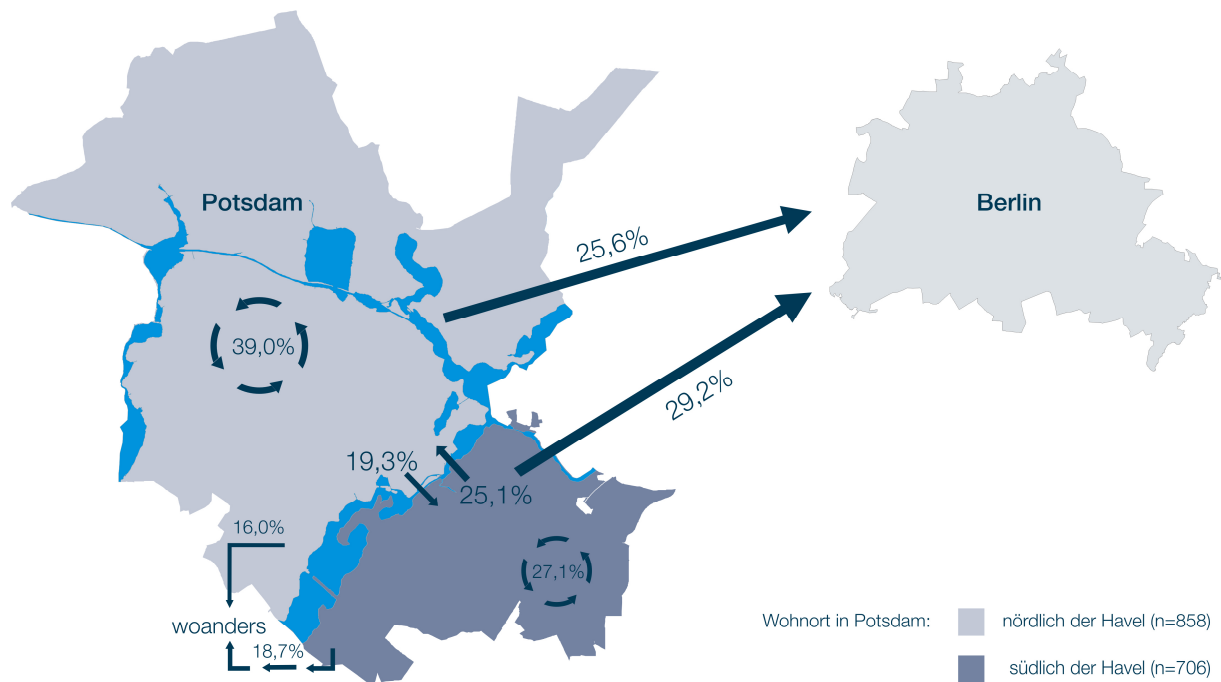 Potsdam
Berlin
25,6%
39,0%
29,2%
19,3%
25,1%
16,0%
27,1%
woanders
18,7%
Wohnort in Potsdam:
nördlich der Havel (n=858)
südlich der Havel (n=706)